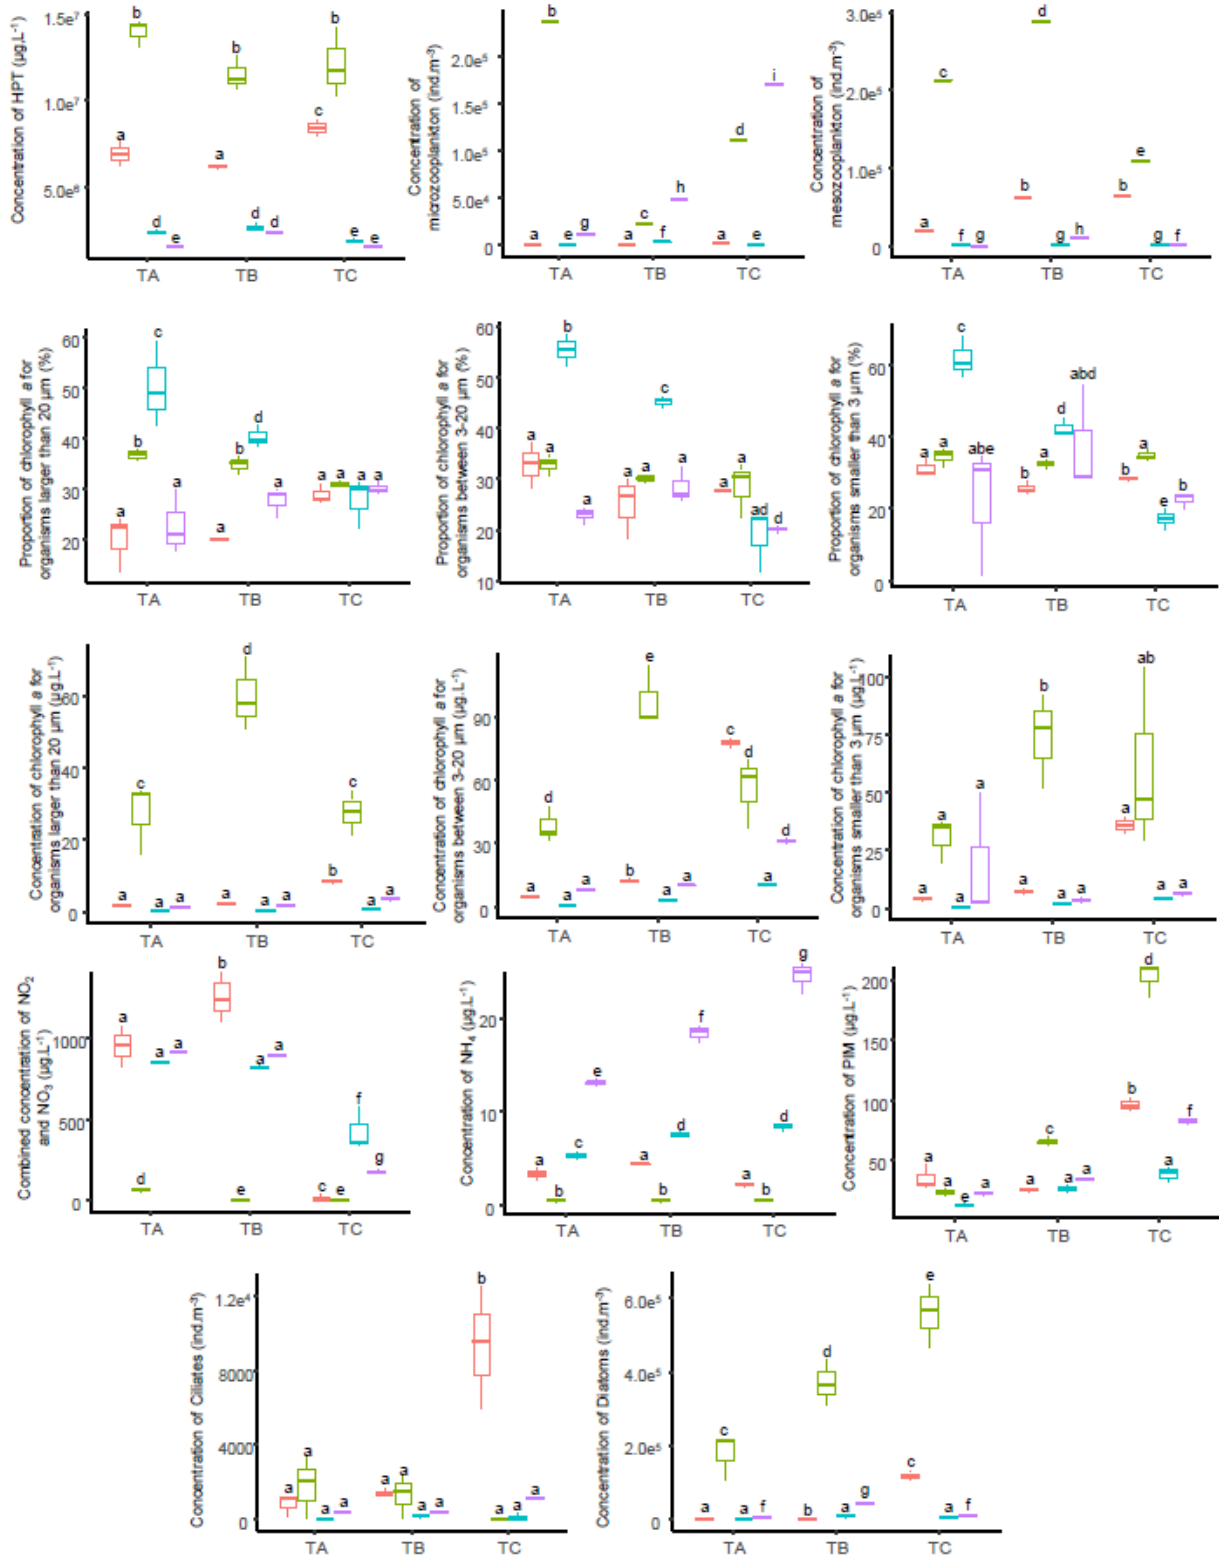 Concentration of HPT (µg.L⁻¹)
1.5e⁷
1.0e⁷
5.0e⁶
a b d e
a b d d
c b e e
TA TB TC
Concentration of
microzooplankton (ind.m⁻³)
2.0e⁵
1.5e⁵
1.0e⁵
5.0e⁴
0
a b e g
a c f h
a d e i
TA TB TC
Concentration of
mesozooplankton (ind.m⁻³)
3.0e⁵
2.0e⁵
1.0e⁵
0
a c f g
b d g h
b e g f
TA TB TC
Proportion of chlorophyll a for
organisms larger than 20 µm (%)
60
50
40
30
20
a b c a
a b d a
a a a a
TA TB TC
Proportion of chlorophyll a for
organisms between 3-20 µm (%)
60
50
40
30
20
10
a a b a
a a c a
a a ad d
TA TB TC
Proportion of chlorophyll a for
organisms smaller than 3 µm (%)
60
40
20
0
a a c abe
b a d abd
b a e b
TA TB TC
Concentration of chlorophyll a for
organisms larger than 20 µm (µg.L⁻¹)
60
40
20
0
a c a a
a d a a
b c a a
TA TB TC
Concentration of chlorophyll a for
organisms between 3-20 µm (µg.L⁻¹)
90
60
30
0
a d a a
b e a a
c d a d
TA TB TC
Concentration of chlorophyll a for
organisms smaller than 3 µm (µg.L⁻¹)
100
75
50
25
0
a a a a
a b a a
a ab a a
TA TB TC
Combined concentration of NO₂
and NO₃ (µg.L⁻¹)
1000
500
0
a d a a
b e a a
c e f g
TA TB TC
Concentration of NH₄ (µg.L⁻¹)
20
10
0
a b c e
a b d f
a b d g
TA TB TC
Concentration of PIM (µg.L⁻¹)
200
150
100
50
a a e a
a c a a
b d a f
TA TB TC
Concentration of Ciliates (ind.m⁻³)
1.2e⁴
8000
4000
0
a a a a
a a a a
b a a a
TA TB TC
Concentration of Diatoms (ind.m⁻³)
6.0e⁵
4.0e⁵
2.0e⁵
0
a c a f
b d a g
c e a f
TA TB TC